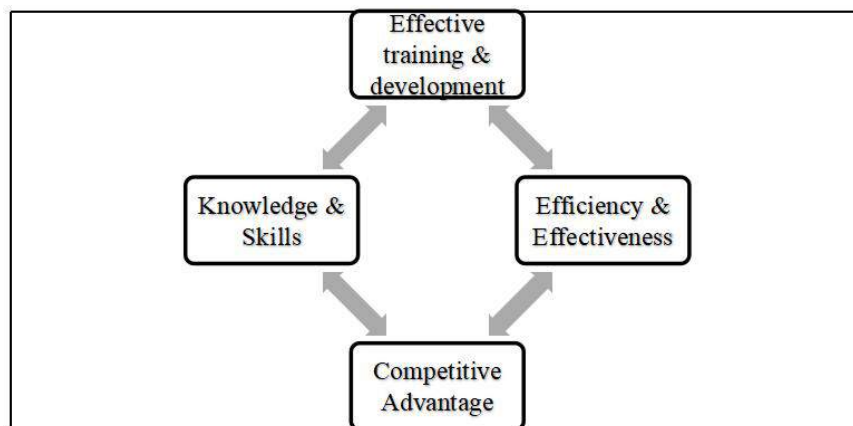 Effective
training &
development
Knowledge &
Skills
Efficiency &
Effectiveness
Competitive
Advantage